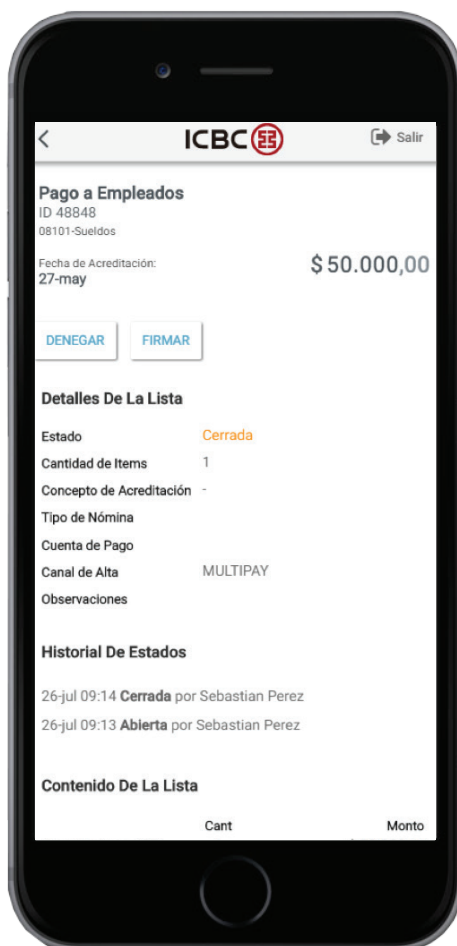 ICBC Salir
Pago a Empleados
ID 48848
08101-Sueldos
Fecha de Acreditación:
27-may
$ 50.000,00
DENEGAR FIRMAR
Detalles De La Lista
Estado Cerrada
Cantidad de Items 1
Concepto de Acreditación -
Tipo de Nómina
Cuenta de Pago
Canal de Alta MULTIPAY
Observaciones
Historial De Estados
26-jul 09:14 Cerrada por Sebastian Perez
26-jul 09:13 Abierta por Sebastian Perez
Contenido De La Lista
Cant Monto